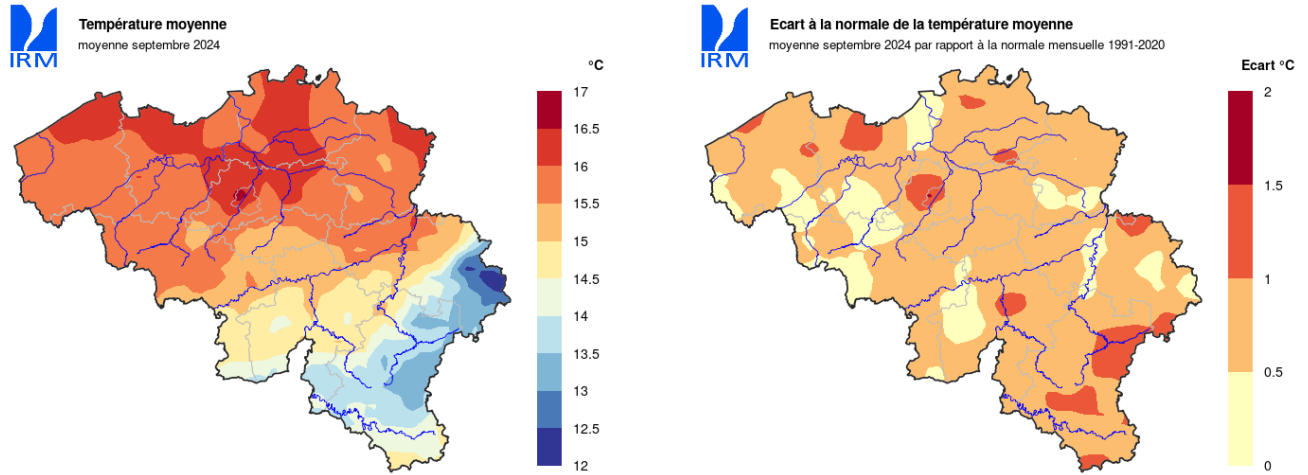 Température moyenne
moyenne septembre 2024
IRM
°C
17
16.5
16
15.5
15
14.5
14
13.5
13
12.5
12
Ecart à la normale de la température moyenne
moyenne septembre 2024 par rapport à la normale mensuelle 1991-2020
IRM
Ecart °C
2
1.5
1
0.5
0